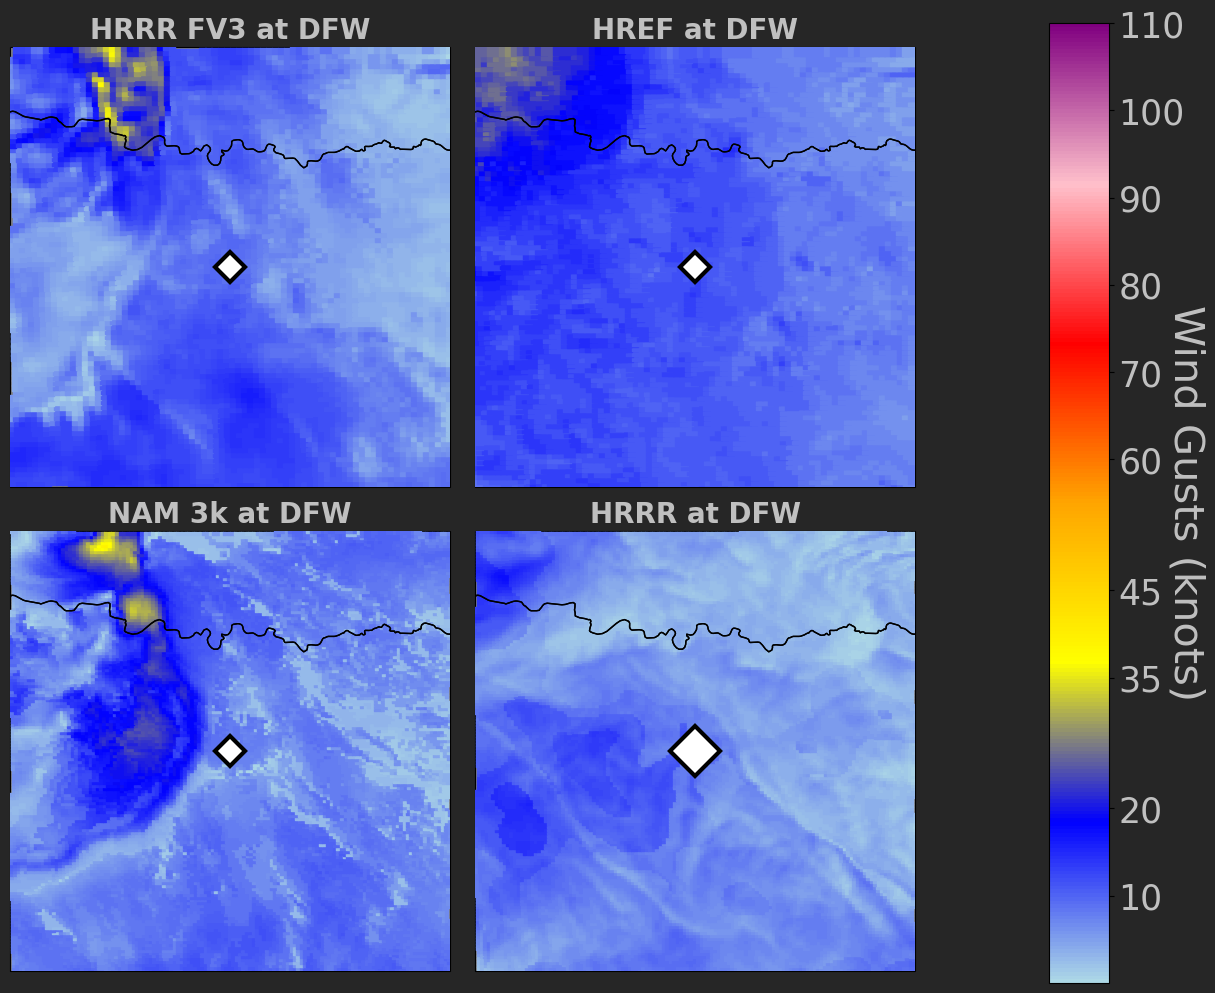 HRRR FV3 at DFW
HREF at DFW
NAM 3k at DFW
HRRR at DFW
110
100
90
80
70
60
45
35
20
10
Wind Gusts (knots)